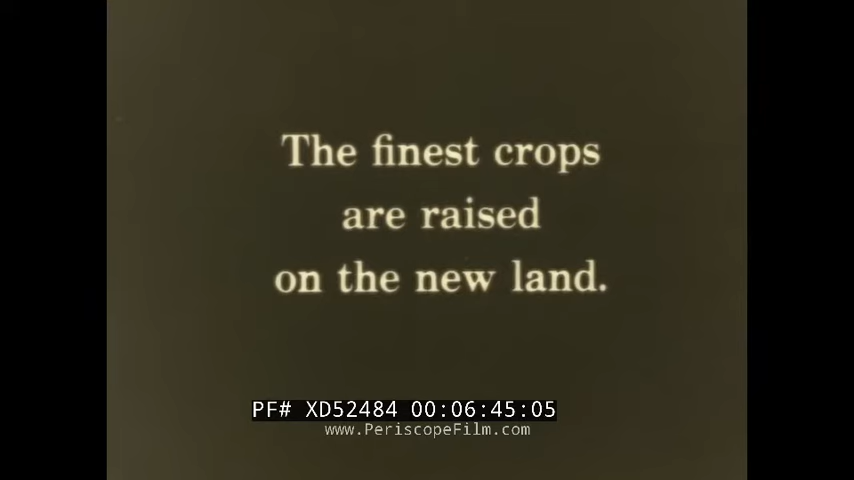 The finest crops
are raised
on the new land.
PF# XD52484 00:06:45:05
www.PeriscopeFilm.com